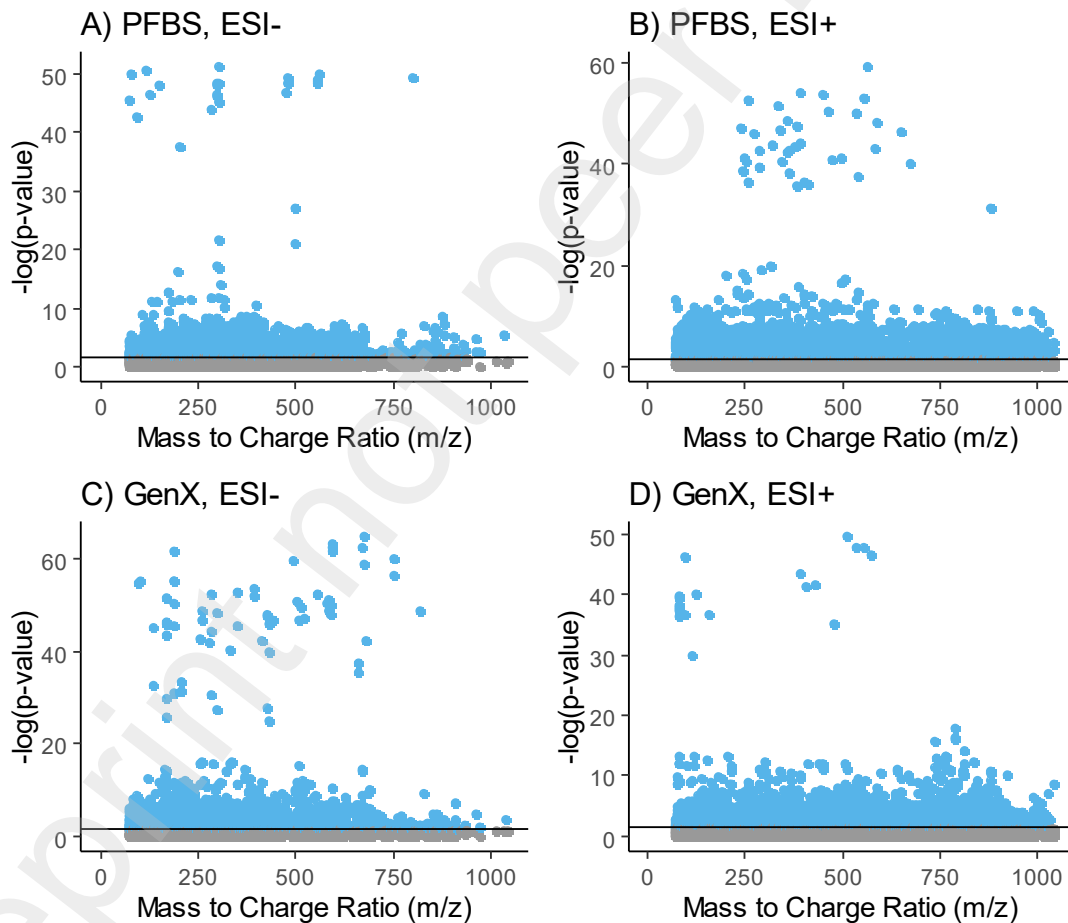 A) PFBS, ESI-
-log(p-value)
50
40
30
20
10
0
0 250 500 750 1000
Mass to Charge Ratio (m/z)
B) PFBS, ESI+
-log(p-value)
60
40
20
0
0 250 500 750 1000
Mass to Charge Ratio (m/z)
C) GenX, ESI-
-log(p-value)
60
40
20
0
0 250 500 750 1000
Mass to Charge Ratio (m/z)
D) GenX, ESI+
-log(p-value)
50
40
30
20
10
0
0 250 500 750 1000
Mass to Charge Ratio (m/z)
eprint not peer